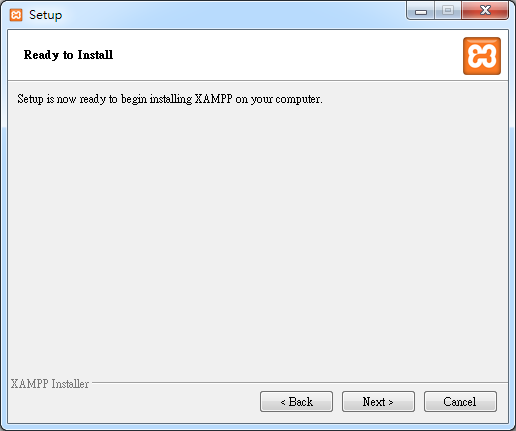 Setup
Ready to Install
Setup is now ready to begin installing XAMPP on your computer.
XAMPP Installer
< Back
Next >
Cancel